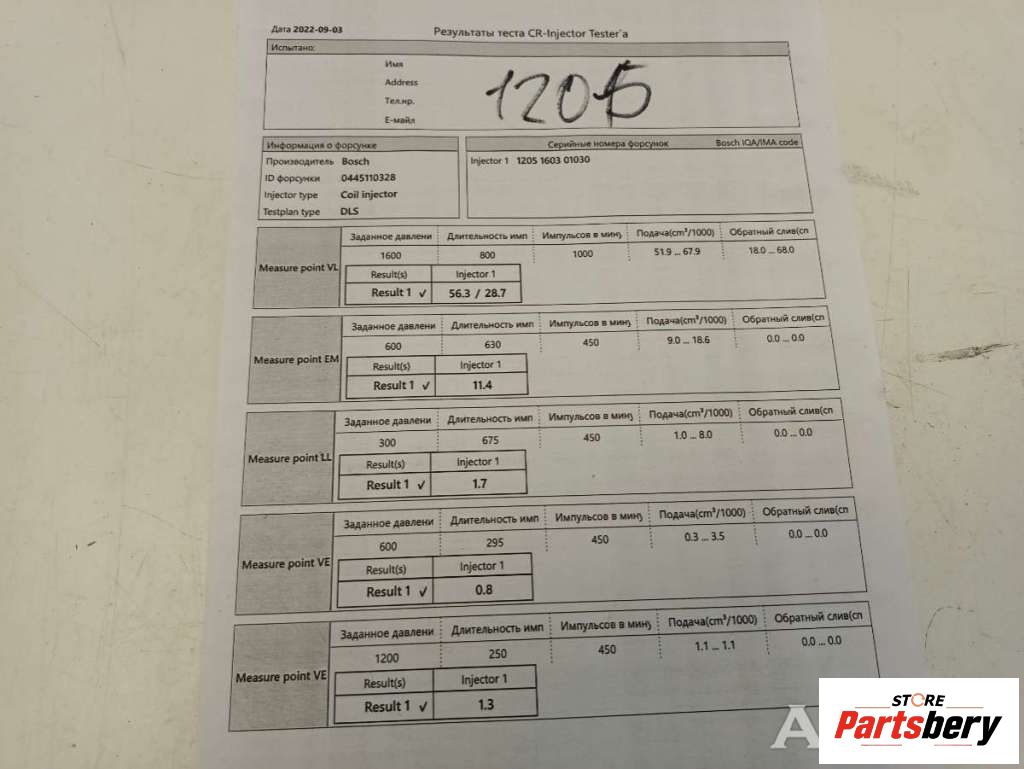 Дата 2022-09-03
Результаты теста CR-Injector Tester`a
Испытано:
Имя
Address
Тел.нр.
Е-майл
1205
Информация о форсунке
Производитель Bosch
ID форсунки 0445110328
Injector type Coil injector
Testplan type DLS
Серийные номера форсунок Bosch IQA/IMA code
Injector 1 1205 1603 01030
Measure point VL
Заданное давлени Длительность имп Импульсов в мин Подача(cm³/1000) Обратный слив(сп
1600 800 1000 51.9 ... 67.9 18.0 ... 68.0
Result(s) Injector 1
Result 1 ✓ 56.3 / 28.7
Measure point EM
Заданное давлени Длительность имп Импульсов в мин Подача(cm³/1000) Обратный слив(сп
600 630 450 9.0 ... 18.6 0.0 ... 0.0
Result(s) Injector 1
Result 1 ✓ 11.4
Measure point LL
Заданное давлени Длительность имп Импульсов в мин Подача(cm³/1000) Обратный слив(сп
300 675 450 1.0 ... 8.0 0.0 ... 0.0
Result(s) Injector 1
Result 1 ✓ 1.7
Measure point VE
Заданное давлени Длительность имп Импульсов в мин Подача(cm³/1000) Обратный слив(сп
600 295 450 0.3 ... 3.5 0.0 ... 0.0
Result(s) Injector 1
Result 1 ✓ 0.8
Measure point VE
Заданное давлени Длительность имп Импульсов в мин Подача(cm³/1000) Обратный слив(сп
1200 250 450 1.1 ... 1.1 0.0 ... 0.0
Result(s) Injector 1
Result 1 ✓ 1.3
A
STORE
Partsbery